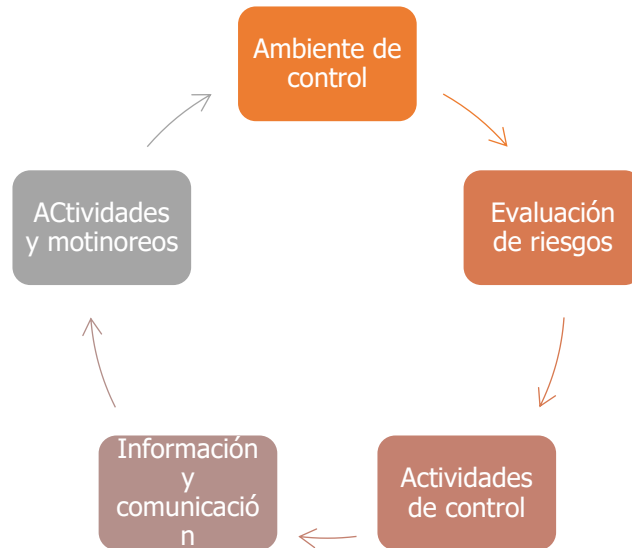 Ambiente de
control
Evaluación
de riesgos
Actividades
de control
Información
y
comunicació
n
ACtividades
y motinoreos